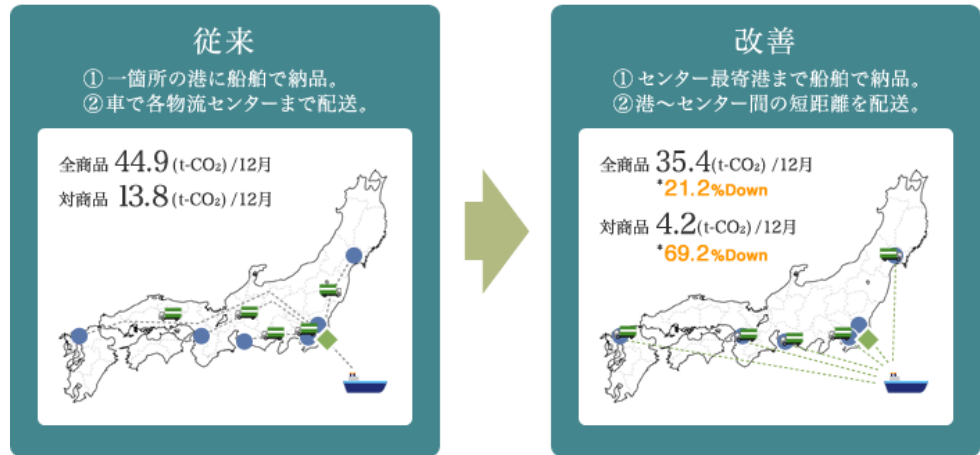 従来
① 一箇所の港に船舶で納品。
② 車で各物流センターまで配送。
全商品 44.9(t-CO₂)/12月
対商品 13.8(t-CO₂)/12月
改善
① センター最寄港まで船舶で納品。
② 港〜センター間の短距離を配送。
全商品 35.4(t-CO₂)/12月
*21.2%Down
対商品 4.2(t-CO₂)/12月
*69.2%Down